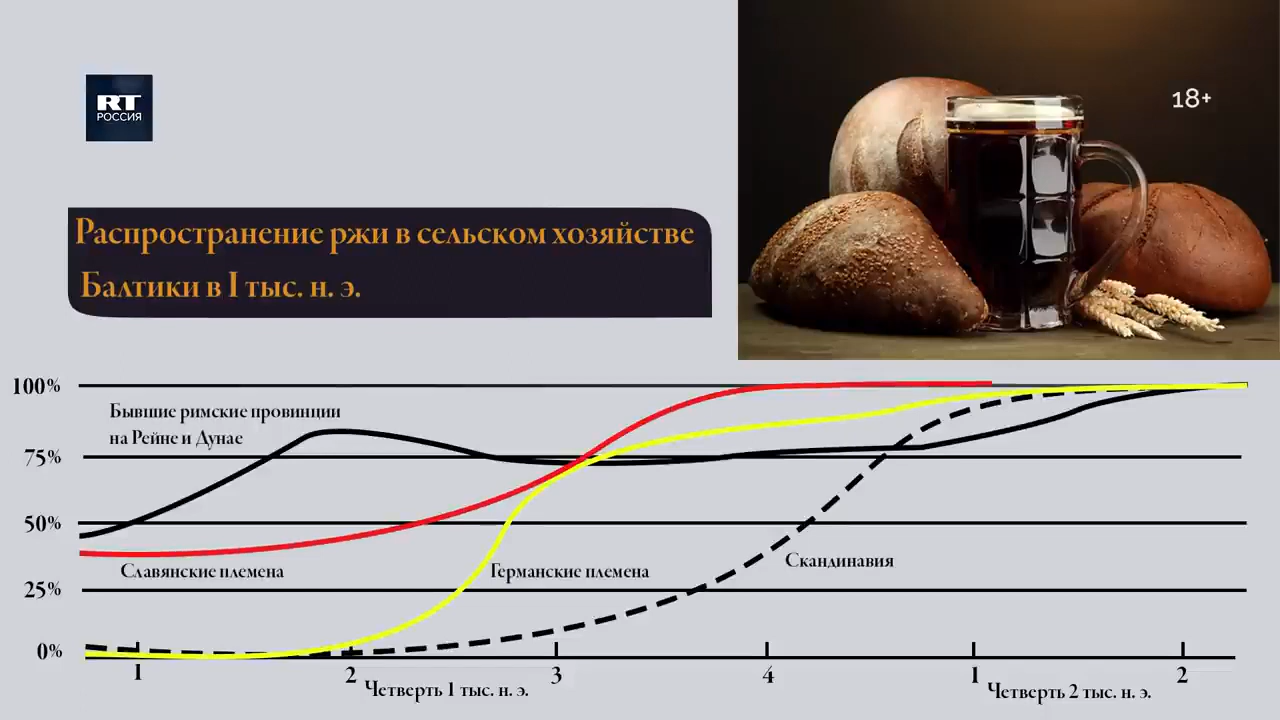 RT
РОССИЯ
18+
Распространение ржи в сельском хозяйстве
Балтики в I тыс. н. э.
100%
Бывшие римские провинции
на Рейне и Дунае
75%
50%
Славянские племена
Германские племена
Скандинавия
25%
0%
1
2
3
4
1
2
Четверть 1 тыс. н. э.
Четверть 2 тыс. н. э.